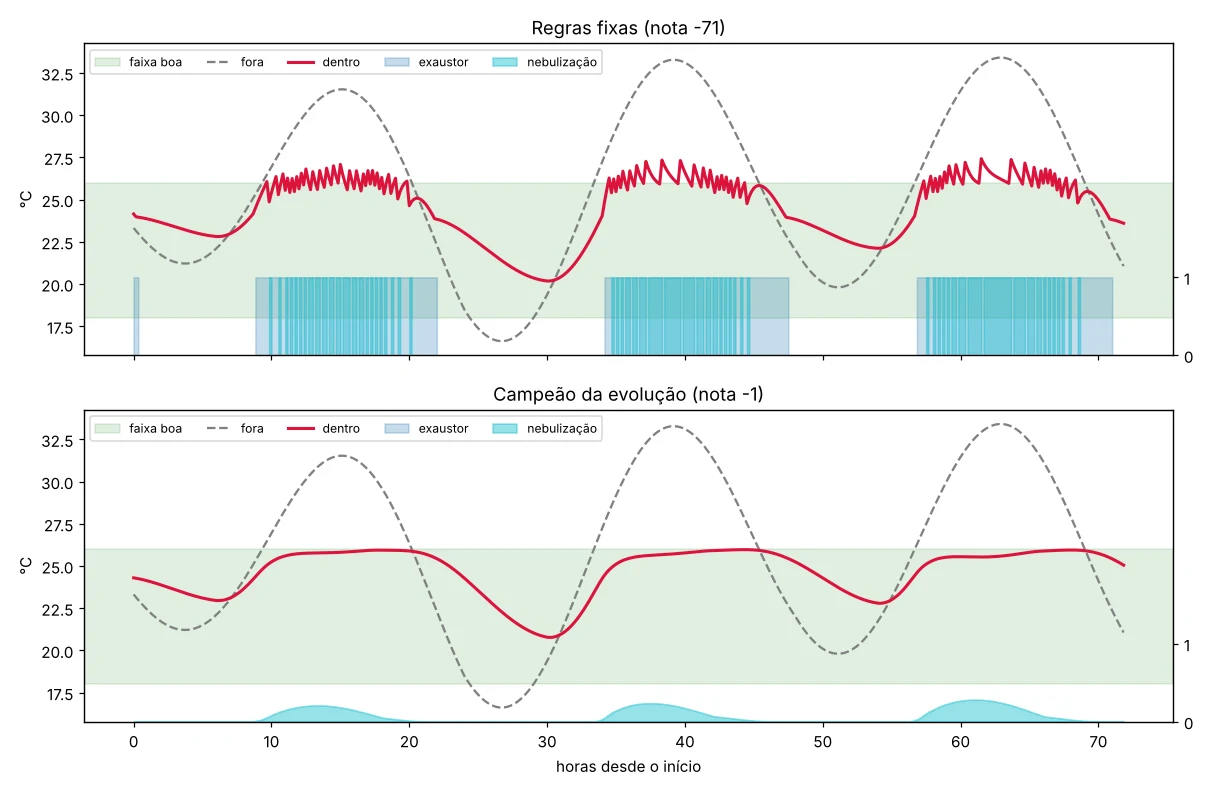 Regras fixas (nota -71)
faixa boa fora dentro exaustor nebulização
32.5
30.0
27.5
25.0
22.5
20.0
17.5
°C
1
0
Campeão da evolução (nota -1)
faixa boa fora dentro exaustor nebulização
32.5
30.0
27.5
25.0
22.5
20.0
17.5
°C
1
0
0 10 20 30 40 50 60 70
horas desde o início